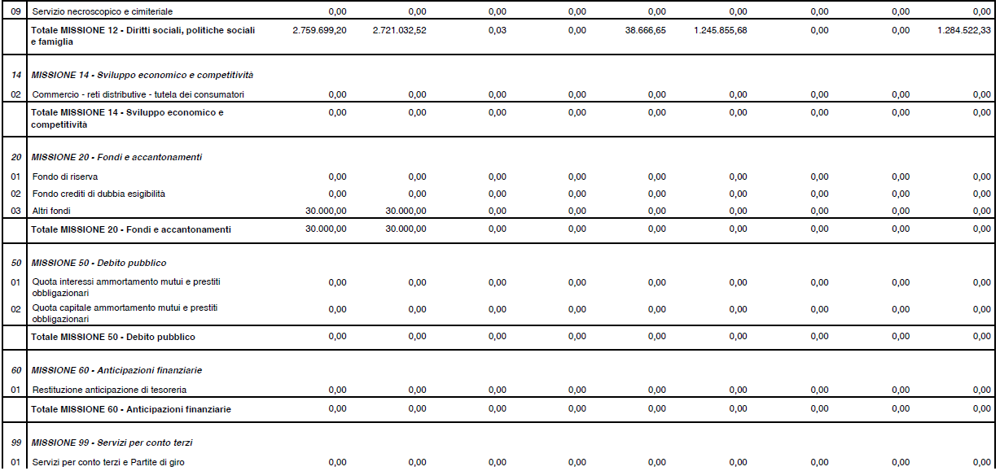 09 Servizio necroscopico e cimiteriale 0,00 0,00 0,00 0,00 0,00 0,00 0,00 0,00 0,00
Totale MISSIONE 12 - Diritti sociali, politiche sociali 2.759.699,20 2.721.032,52 0,03 0,00 38.666,65 1.245.855,68 0,00 0,00 1.284.522,33
e famiglia
14 MISSIONE 14 - Sviluppo economico e competitività
02 Commercio - reti distributive - tutela dei consumatori 0,00 0,00 0,00 0,00 0,00 0,00 0,00 0,00 0,00
Totale MISSIONE 14 - Sviluppo economico e 0,00 0,00 0,00 0,00 0,00 0,00 0,00 0,00 0,00
competitività
20 MISSIONE 20 - Fondi e accantonamenti
01 Fondo di riserva 0,00 0,00 0,00 0,00 0,00 0,00 0,00 0,00 0,00
02 Fondo crediti di dubbia esigibilità 0,00 0,00 0,00 0,00 0,00 0,00 0,00 0,00 0,00
03 Altri fondi 30.000,00 30.000,00 0,00 0,00 0,00 0,00 0,00 0,00 0,00
Totale MISSIONE 20 - Fondi e accantonamenti 30.000,00 30.000,00 0,00 0,00 0,00 0,00 0,00 0,00 0,00
50 MISSIONE 50 - Debito pubblico
01 Quota interessi ammortamento mutui e prestiti 0,00 0,00 0,00 0,00 0,00 0,00 0,00 0,00 0,00
obbligazionari
02 Quota capitale ammortamento mutui e prestiti 0,00 0,00 0,00 0,00 0,00 0,00 0,00 0,00 0,00
obbligazionari
Totale MISSIONE 50 - Debito pubblico 0,00 0,00 0,00 0,00 0,00 0,00 0,00 0,00 0,00
60 MISSIONE 60 - Anticipazioni finanziarie
01 Restituzione anticipazione di tesoreria 0,00 0,00 0,00 0,00 0,00 0,00 0,00 0,00 0,00
Totale MISSIONE 60 - Anticipazioni finanziarie 0,00 0,00 0,00 0,00 0,00 0,00 0,00 0,00 0,00
99 MISSIONE 99 - Servizi per conto terzi
01 Servizi per conto terzi e Partite di giro 0,00 0,00 0,00 0,00 0,00 0,00 0,00 0,00 0,00